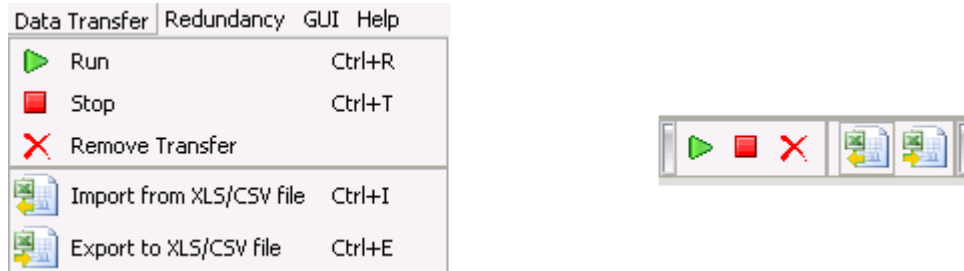 Data Transfer Redundancy GUI Help
Run Ctrl+R
Stop Ctrl+T
Remove Transfer
Import from XLS/CSV file Ctrl+I
Export to XLS/CSV file Ctrl+E